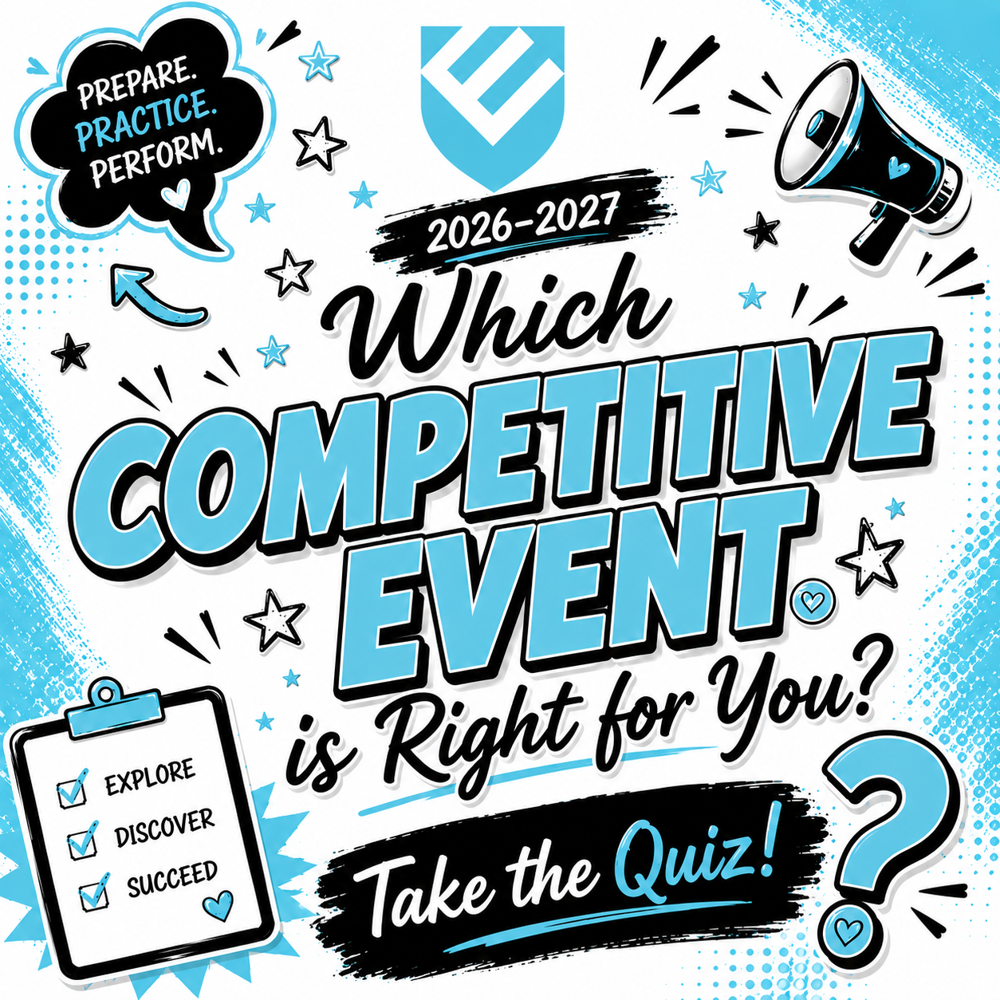 PREPARE.
PRACTICE.
PERFORM.
2026-2027
Which
COMPETITIVE
EVENT
is Right for You?
EXPLORE
DISCOVER
SUCCEED
Take the Quiz!
?